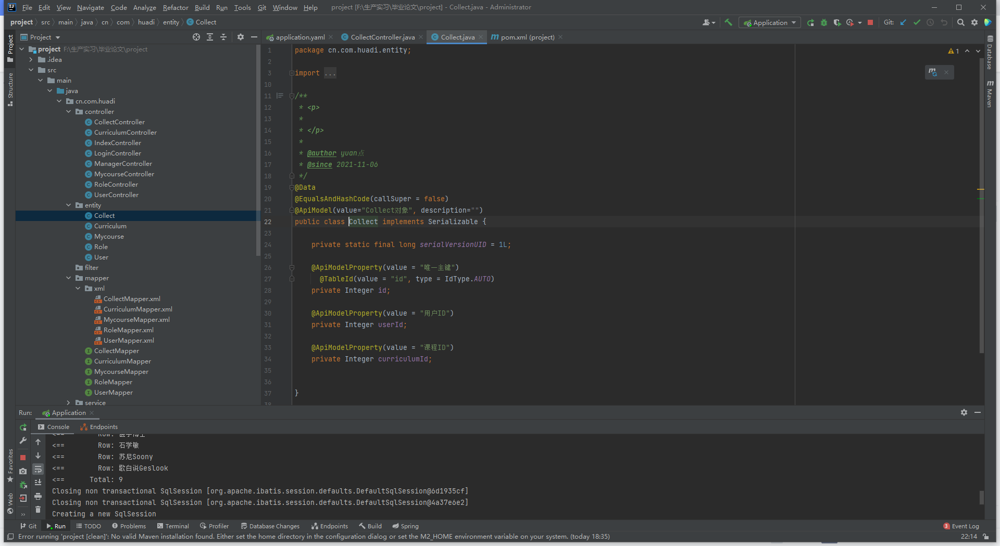 File Edit View Navigate Code Analyze Refactor Build Run Tools Git Window Help project [F:\生产实习\毕业论文\project] - Collect.java - Administrator
project src main java cn com huadi entity Collect
Application Git:
Project
application.yaml CollectController.java Collect.java pom.xml (project)
project F:\生产实习\毕业论文\project
.idea
src
main
java
cn.com.huadi
controller
CollectController
CurriculumController
IndexController
LoginController
ManagerController
MycourseController
RoleController
UserController
entity
Collect
Curriculum
Mycourse
Role
User
filter
mapper
xml
CollectMapper.xml
CurriculumMapper.xml
MycourseMapper.xml
RoleMapper.xml
UserMapper.xml
CollectMapper
CurriculumMapper
MycourseMapper
RoleMapper
UserMapper
service
Project
Structure
Favorites
Web
1 package cn.com.huadi.entity;
2
3 import ...
10
11 /**
12 * <p>
13 *
14 * </p>
15 *
16 * @author yuan点
17 * @since 2021-11-06
18 */
19 @Data
20 @EqualsAndHashCode(callSuper = false)
21 @ApiModel(value="Collect对象", description="")
22 public class Collect implements Serializable {
23
24 private static final long serialVersionUID = 1L;
25
26 @ApiModelProperty(value = "唯一主键")
27 @TableId(value = "id", type = IdType.AUTO)
28 private Integer id;
29
30 @ApiModelProperty(value = "用户ID")
31 private Integer userId;
32
33 @ApiModelProperty(value = "课程ID")
34 private Integer curriculumId;
35
36
37 }
38
1
Database
Maven
Run: Application
Console Endpoints
<== Row: 石学敏
<== Row: 苏尼Soony
<== Row: 歌白说Geslook
<== Total: 9
Closing non transactional SqlSession [org.apache.ibatis.session.defaults.DefaultSqlSession@6d1935cf]
Closing non transactional SqlSession [org.apache.ibatis.session.defaults.DefaultSqlSession@4a37e6e2]
Creating a new SqlSession
Git Run TODO Problems Terminal Profiler Database Changes Endpoints Build Spring 3 Event Log
Error running 'project [clean]': No valid Maven installation found. Either set the home directory in the configuration dialog or set the M2_HOME environment variable on your system. (today 18:35) 22:14